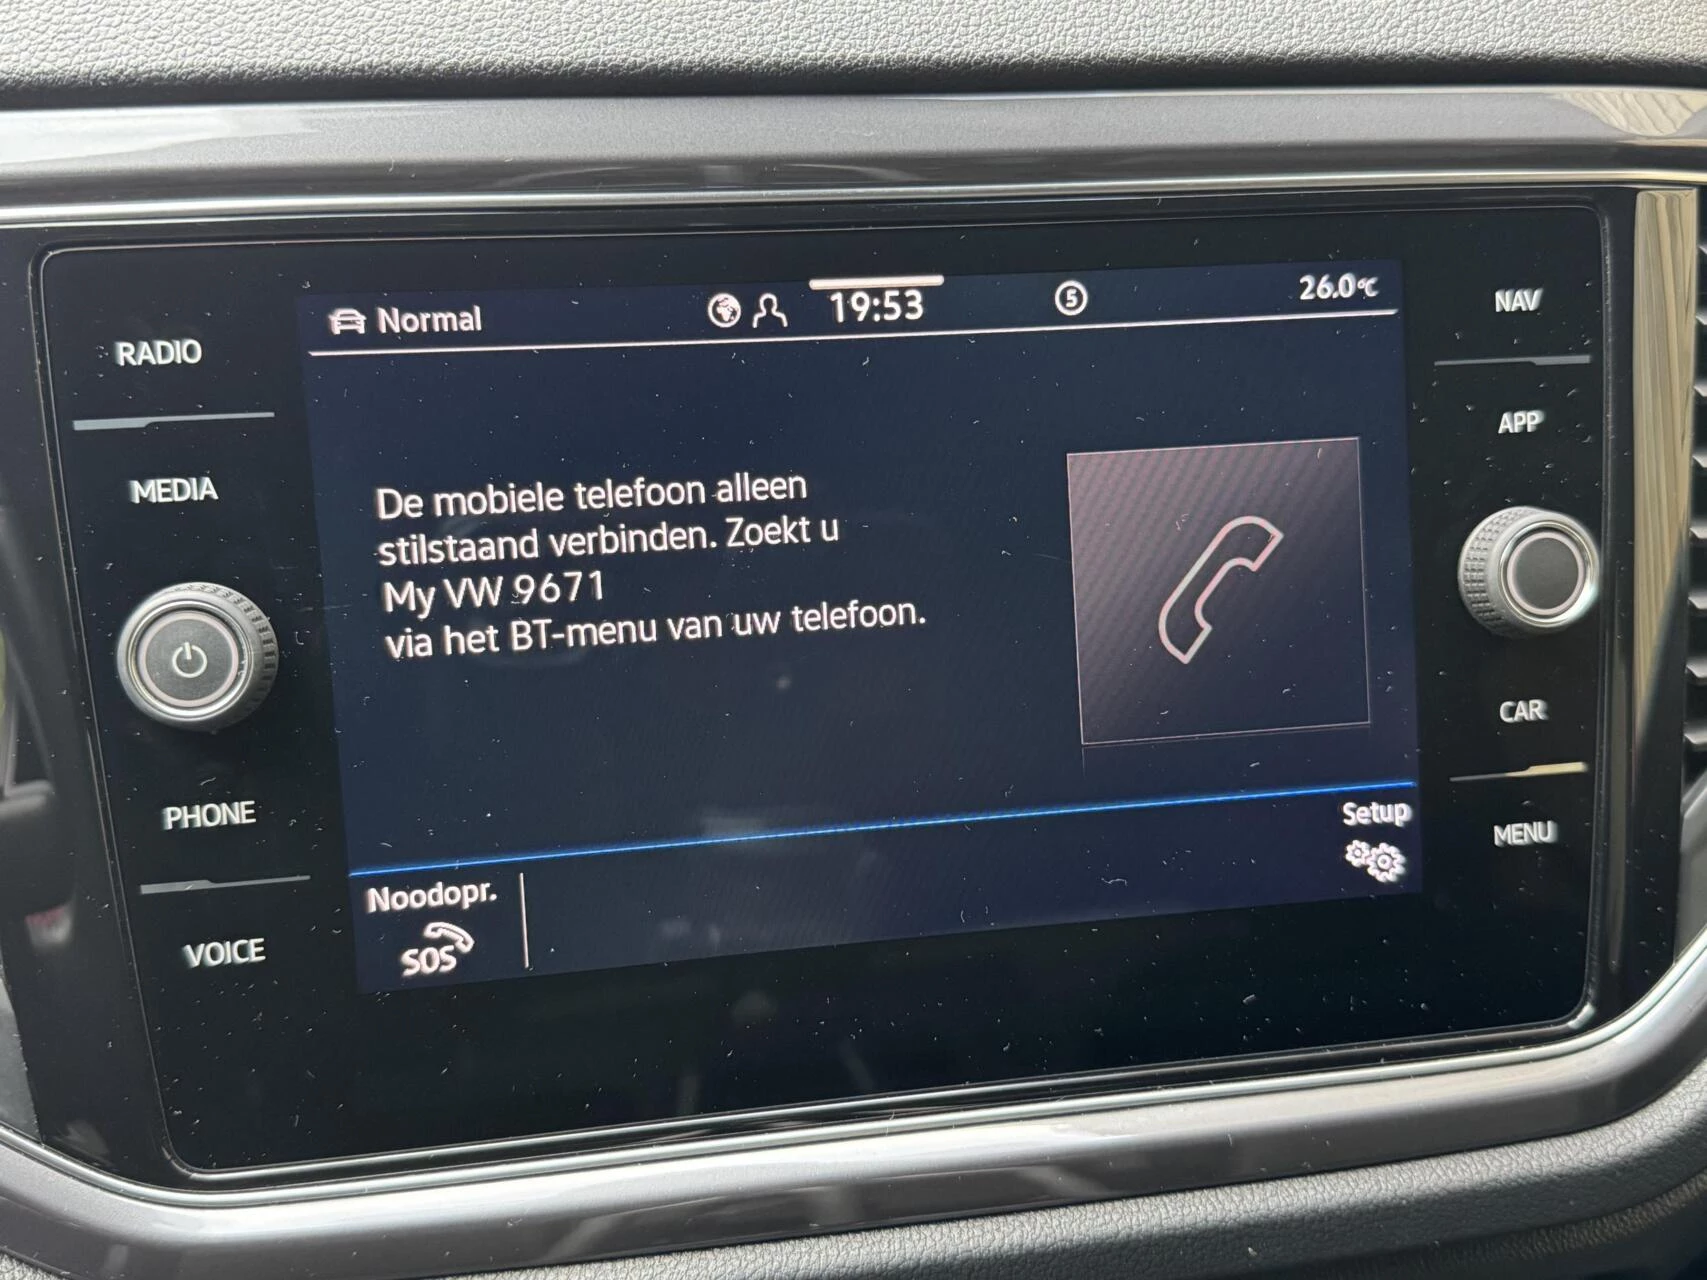 RADIO
MEDIA
PHONE
VOICE
Normal
19:53
5
26.0°C
De mobiele telefoon alleen
stilstaand verbinden. Zoekt u
My VW 9671
via het BT-menu van uw telefoon.
Noodopr.
SOS
Setup
NAV
APP
CAR
MENU